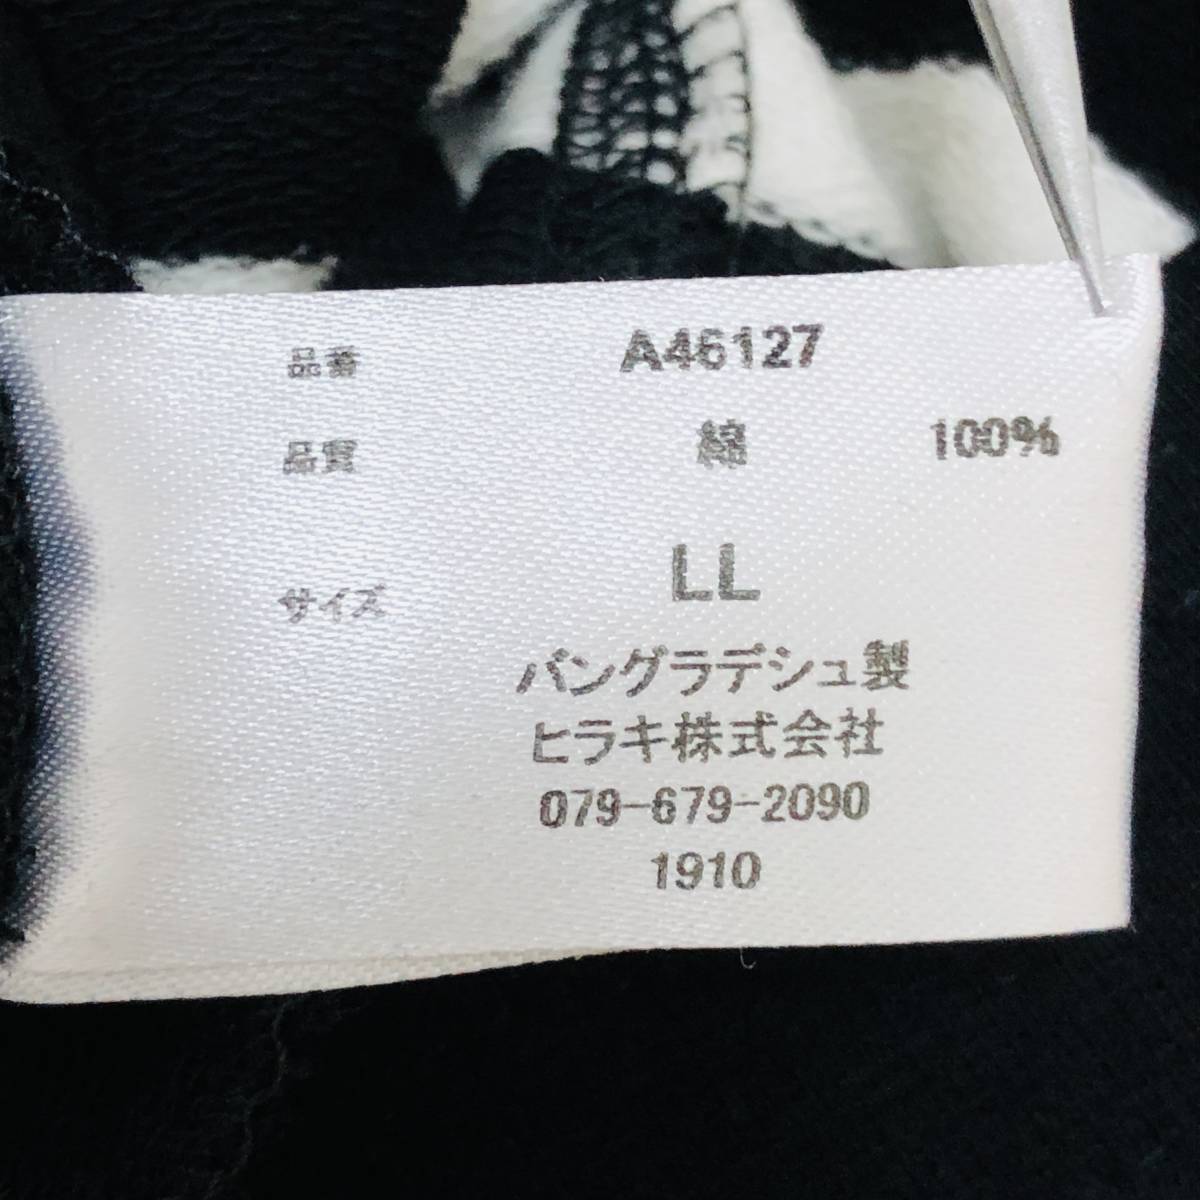 品番 A46127
品質 綿 100%
サイズ LL
バングラデシュ製
ヒラキ株式会社
079-679-2090
1910